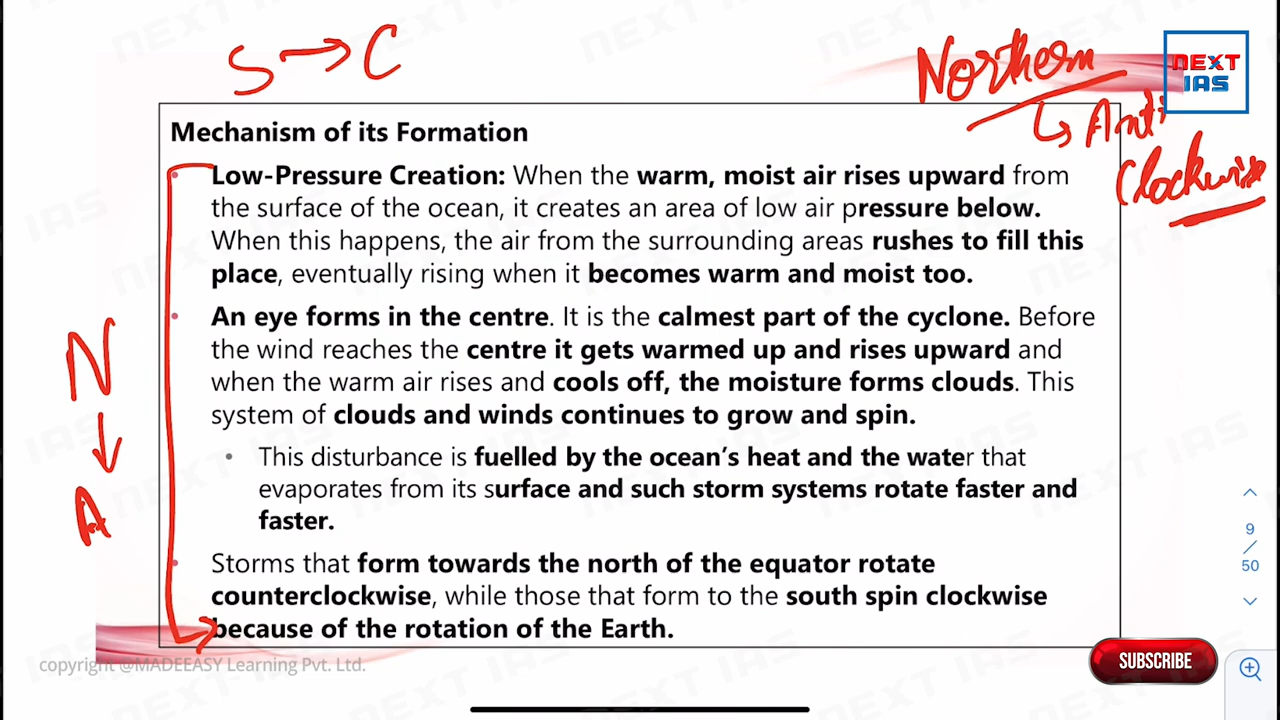 S → C
Northern
↳ Anti
Clockwise
NEXT
IAS
Mechanism of its Formation
• Low-Pressure Creation: When the warm, moist air rises upward from
the surface of the ocean, it creates an area of low air pressure below.
When this happens, the air from the surrounding areas rushes to fill this
place, eventually rising when it becomes warm and moist too.
• An eye forms in the centre. It is the calmest part of the cyclone. Before
the wind reaches the centre it gets warmed up and rises upward and
when the warm air rises and cools off, the moisture forms clouds. This
system of clouds and winds continues to grow and spin.
N
↓
A
• This disturbance is fuelled by the ocean's heat and the water that
evaporates from its surface and such storm systems rotate faster and
faster.
• Storms that form towards the north of the equator rotate
counterclockwise, while those that form to the south spin clockwise
because of the rotation of the Earth.
9
/
50
SUBSCRIBE
copyright @MADEEASY Learning Pvt. Ltd.